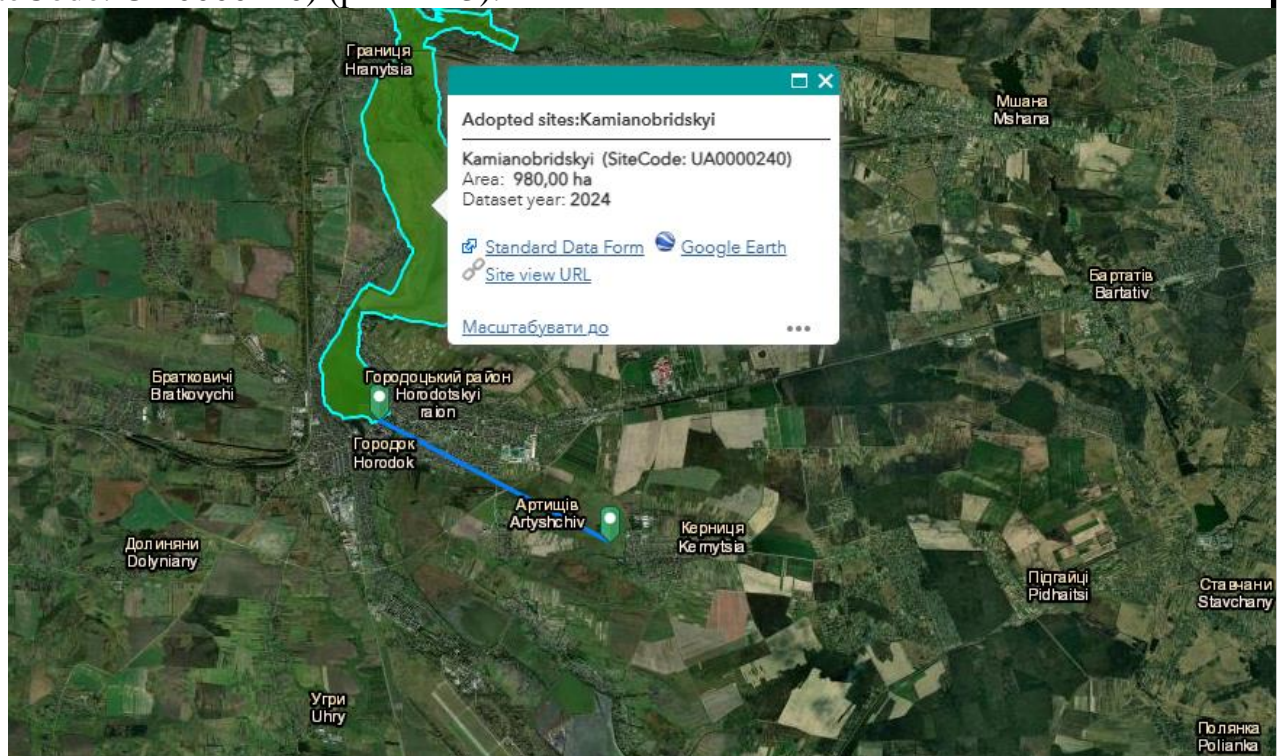 Границя
Hranytsia
Мшана
Mshana
Adopted sites:Kamianobridskyi
Kamianobridskyi (SiteCode: UA0000240)
Area: 980,00 ha
Dataset year: 2024
Standard Data Form Google Earth
Site view URL
Масштабувати до
Бартатів
Bartativ
Братковичі
Bratkovychi
Городоцький район
Horodotskyi
raion
Городок
Horodok
Артищів
Artyshchiv
Керниця
Kernytsia
Долиняни
Dolyniany
Підгайці
Pidhaitsi
Ставчани
Stavchany
Угри
Uhry
Полянка
Polianka